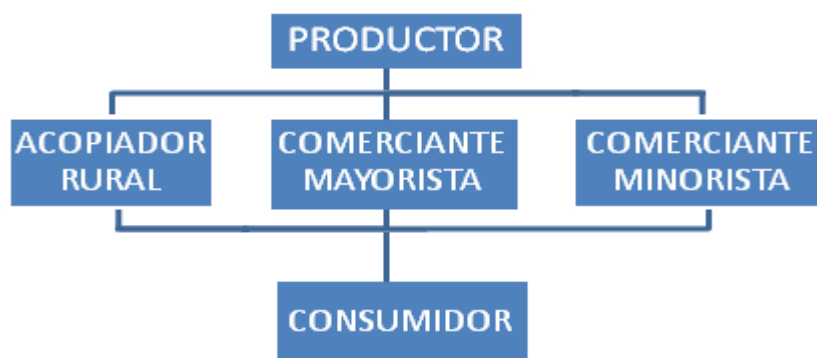 PRODUCTOR
ACOPIADOR
RURAL
COMERCIANTE
MAYORISTA
COMERCIANTE
MINORISTA
CONSUMIDOR